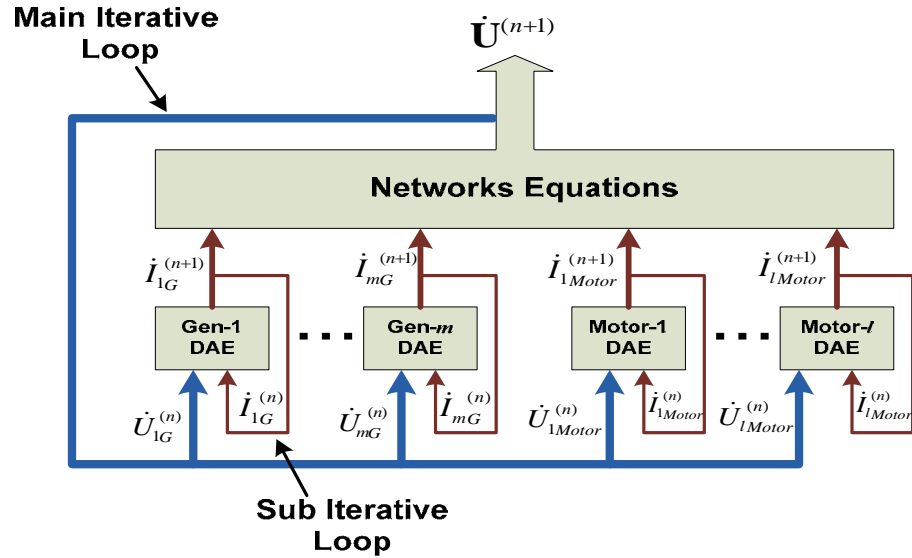 Main Iterative
Loop
U̇^(n+1)
Networks Equations
İ_1G^(n+1)
İ_mG^(n+1)
İ_1Motor^(n+1)
İ_lMotor^(n+1)
Gen-1
DAE
Gen-m
DAE
Motor-1
DAE
Motor-l
DAE
U̇_1G^(n)
İ_1G^(n)
U̇_mG^(n)
İ_mG^(n)
U̇_1Motor^(n)
İ_1Motor^(n)
U̇_lMotor^(n)
İ_lMotor^(n)
Sub Iterative
Loop